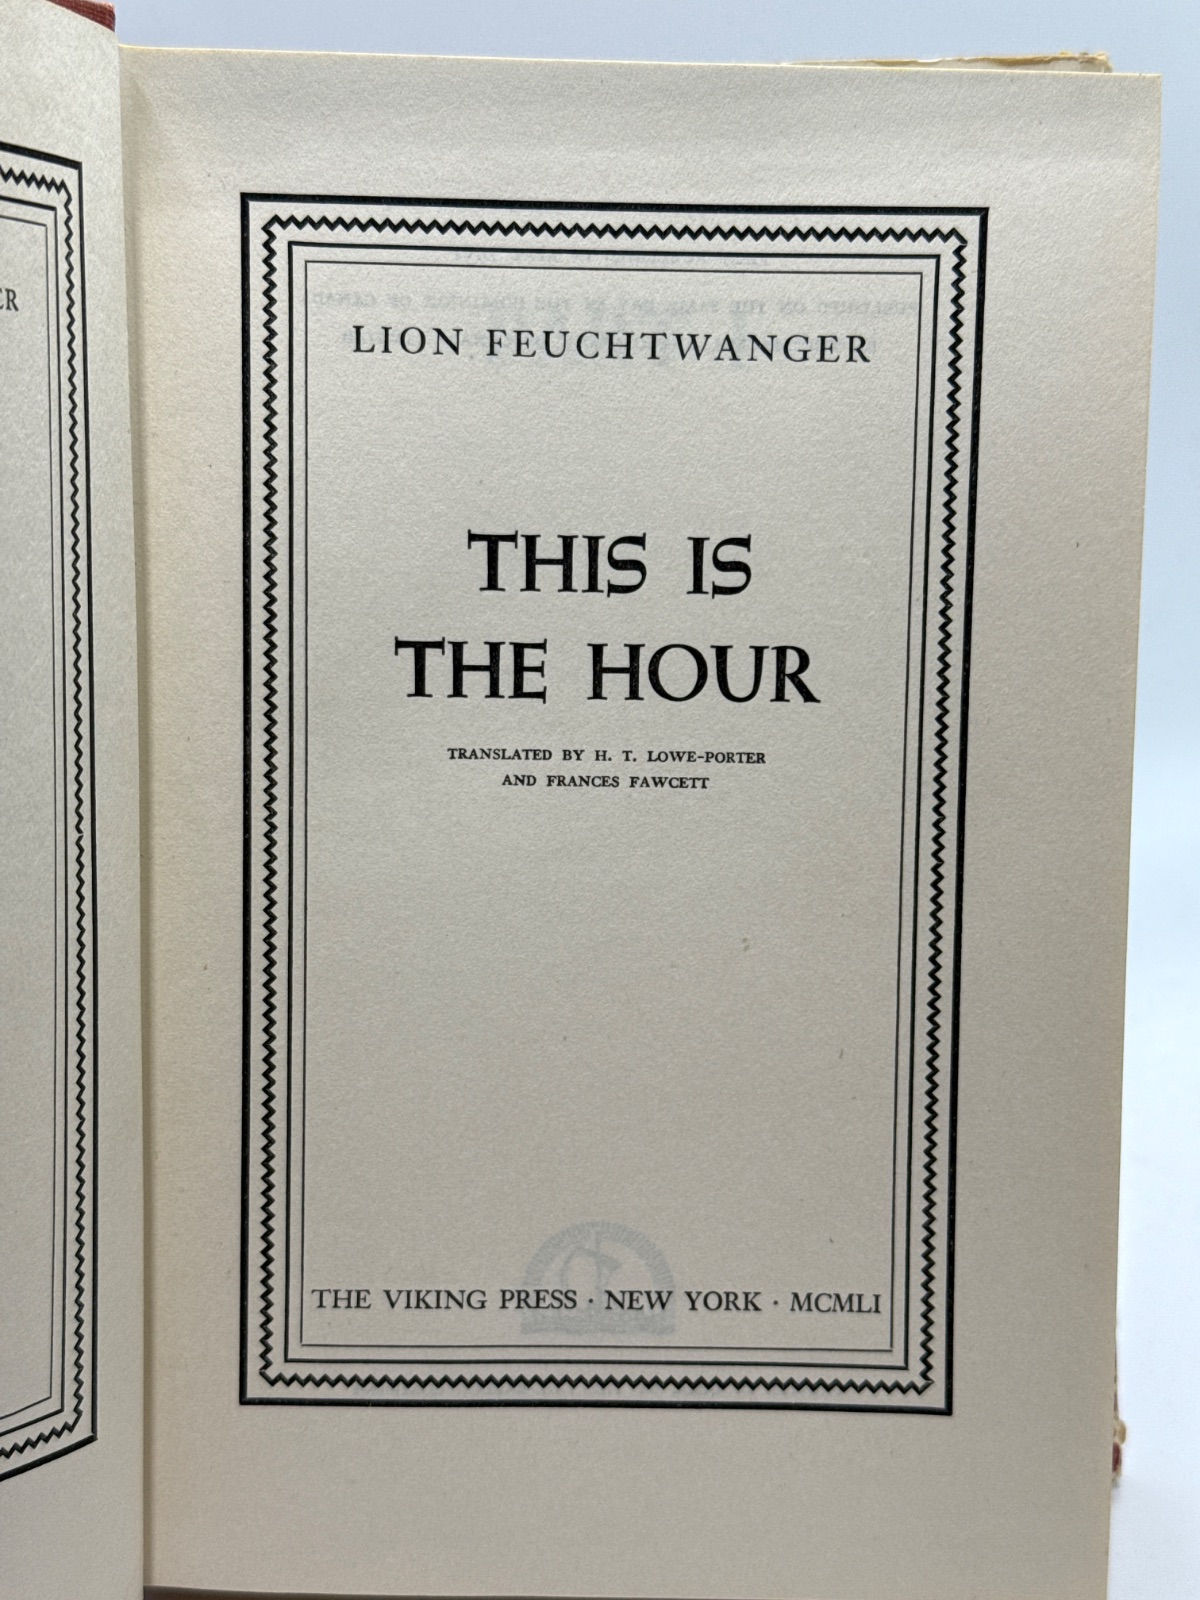 ER
LION FEUCHTWANGER
THIS IS
THE HOUR
TRANSLATED BY H. T. LOWE-PORTER
AND FRANCES FAWCETT
THE VIKING PRESS · NEW YORK · MCMLI